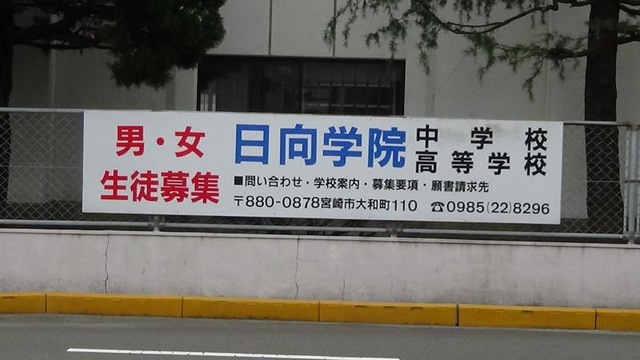 男・女
生徒募集
日向学院
中学校
高等学校
■問い合わせ・学校案内・募集要項・願書請求先
〒880-0878宮崎市大和町110 ☎0985(22)8296